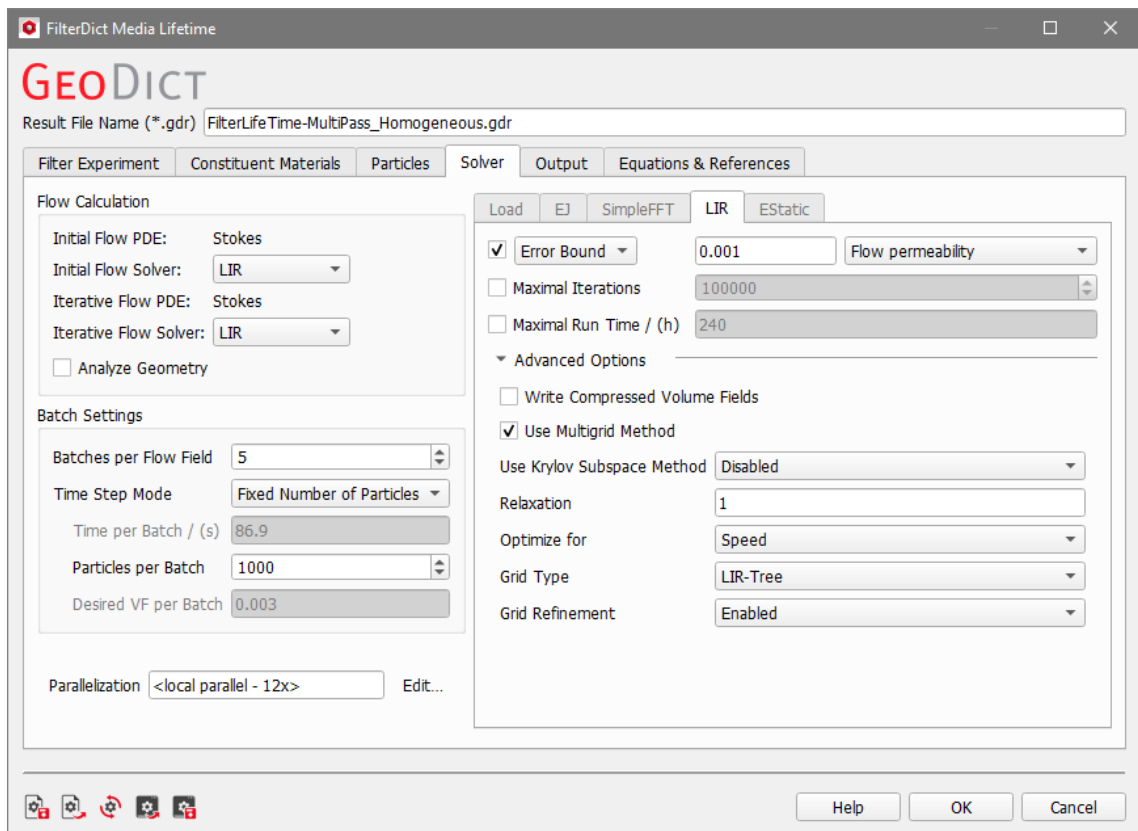 FilterDict Media Lifetime
GEODICT
Result File Name (*.gdr) FilterLifeTime-MultiPass_Homogeneous.gdr
Filter Experiment Constituent Materials Particles Solver Output Equations & References
Flow Calculation
Initial Flow PDE: Stokes
Initial Flow Solver: LIR
Iterative Flow PDE: Stokes
Iterative Flow Solver: LIR
Analyze Geometry
Batch Settings
Batches per Flow Field 5
Time Step Mode Fixed Number of Particles
Time per Batch / (s) 86.9
Particles per Batch 1000
Desired VF per Batch 0.003
Parallelization <local parallel - 12x> Edit...
Load EJ SimpleFFT LIR EStatic
Error Bound 0.001 Flow permeability
Maximal Iterations 100000
Maximal Run Time / (h) 240
Advanced Options
Write Compressed Volume Fields
Use Multigrid Method
Use Krylov Subspace Method Disabled
Relaxation 1
Optimize for Speed
Grid Type LIR-Tree
Grid Refinement Enabled
Help OK Cancel